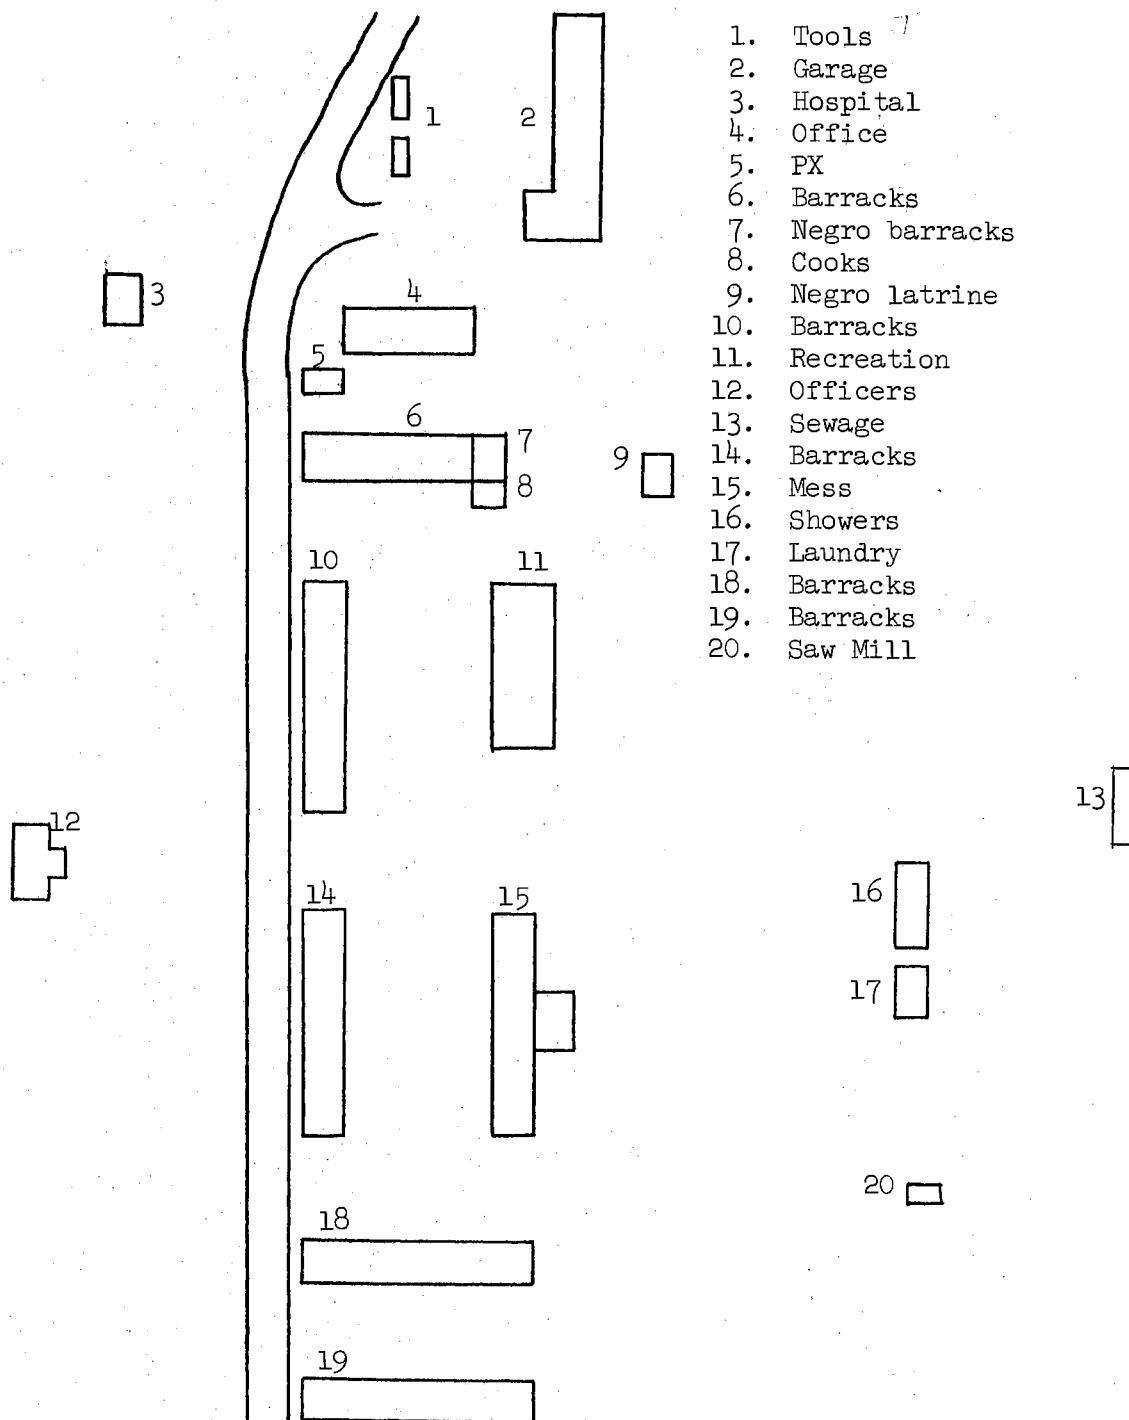 1. Tools
2. Garage
3. Hospital
4. Office
5. PX
6. Barracks
7. Negro barracks
8. Cooks
9. Negro latrine
10. Barracks
11. Recreation
12. Officers
13. Sewage
14. Barracks
15. Mess
16. Showers
17. Laundry
18. Barracks
19. Barracks
20. Saw Mill
1
2
3
4
5
6
7
8
9
10
11
12
13
14
15
16
17
18
19
20